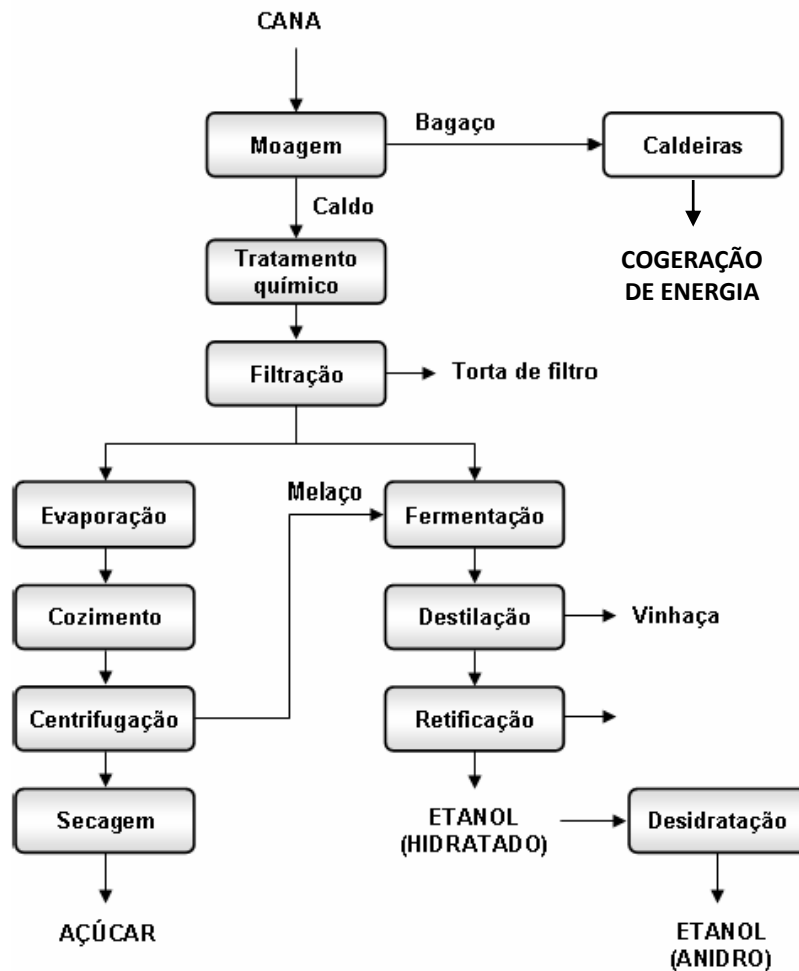 CANA
Moagem
Bagaço
Caldeiras
Caldo
COGERAÇÃO
DE ENERGIA
Tratamento
químico
Filtração
Torta de filtro
Evaporação
Melaço
Fermentação
Cozimento
Destilação
Vinhaça
Centrifugação
Retificação
Secagem
ETANOL
(HIDRATADO)
Desidratação
AÇÚCAR
ETANOL
(ANIDRO)